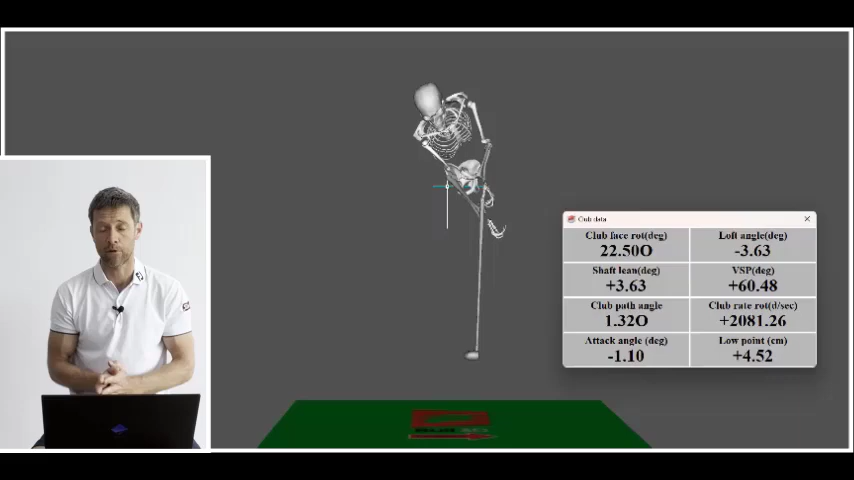 Club data
Club face rot(deg)
22.50O
Loft angle(deg)
-3.63
Shaft lean(deg)
+3.63
VSP(deg)
+60.48
Club path angle
1.32O
Club rate rot(d/sec)
+2081.26
Attack angle (deg)
-1.10
Low point (cm)
+4.52